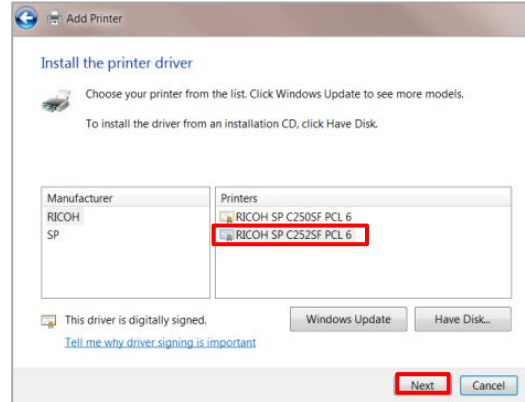 Add Printer
Install the printer driver
Choose your printer from the list. Click Windows Update to see more models.
To install the driver from an installation CD, click Have Disk.
Manufacturer
RICOH
SP
Printers
RICOH SP C250SF PCL 6
RICOH SP C252SF PCL 6
This driver is digitally signed.
Tell me why driver signing is important
Windows Update
Have Disk...
Next
Cancel